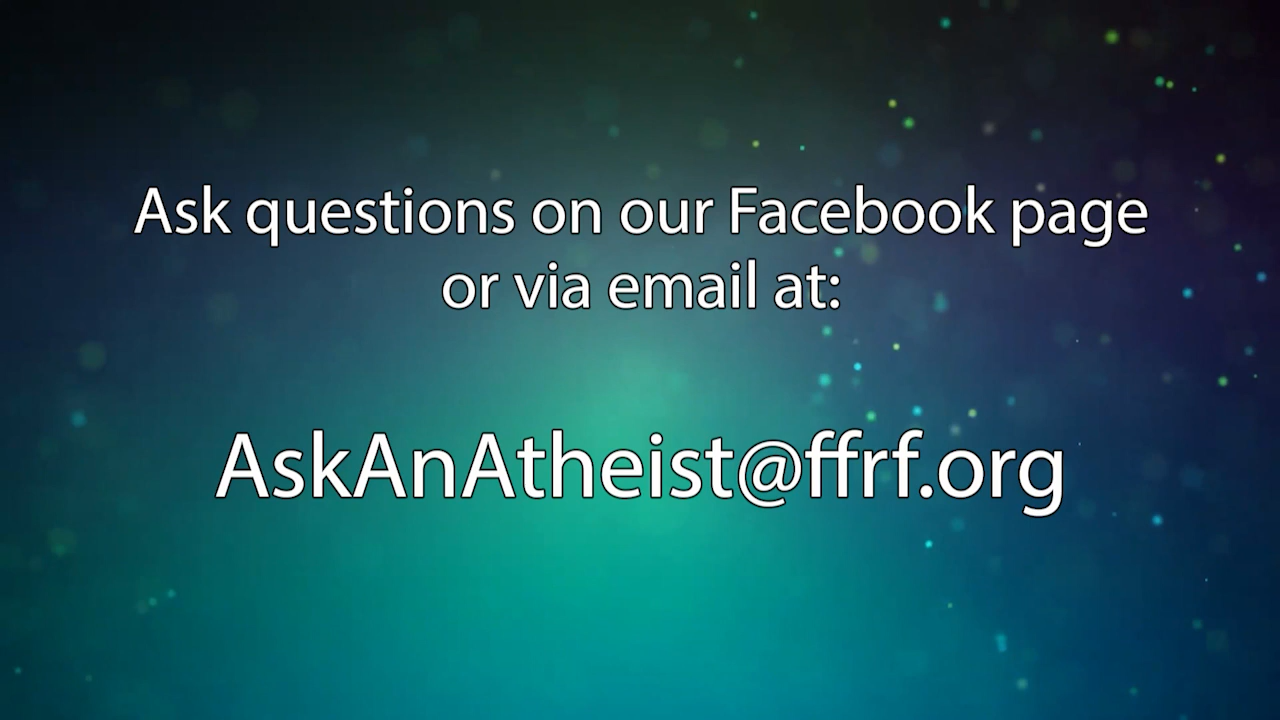 Ask questions on our Facebook page
or via email at:
AskAnAtheist@ffrf.org